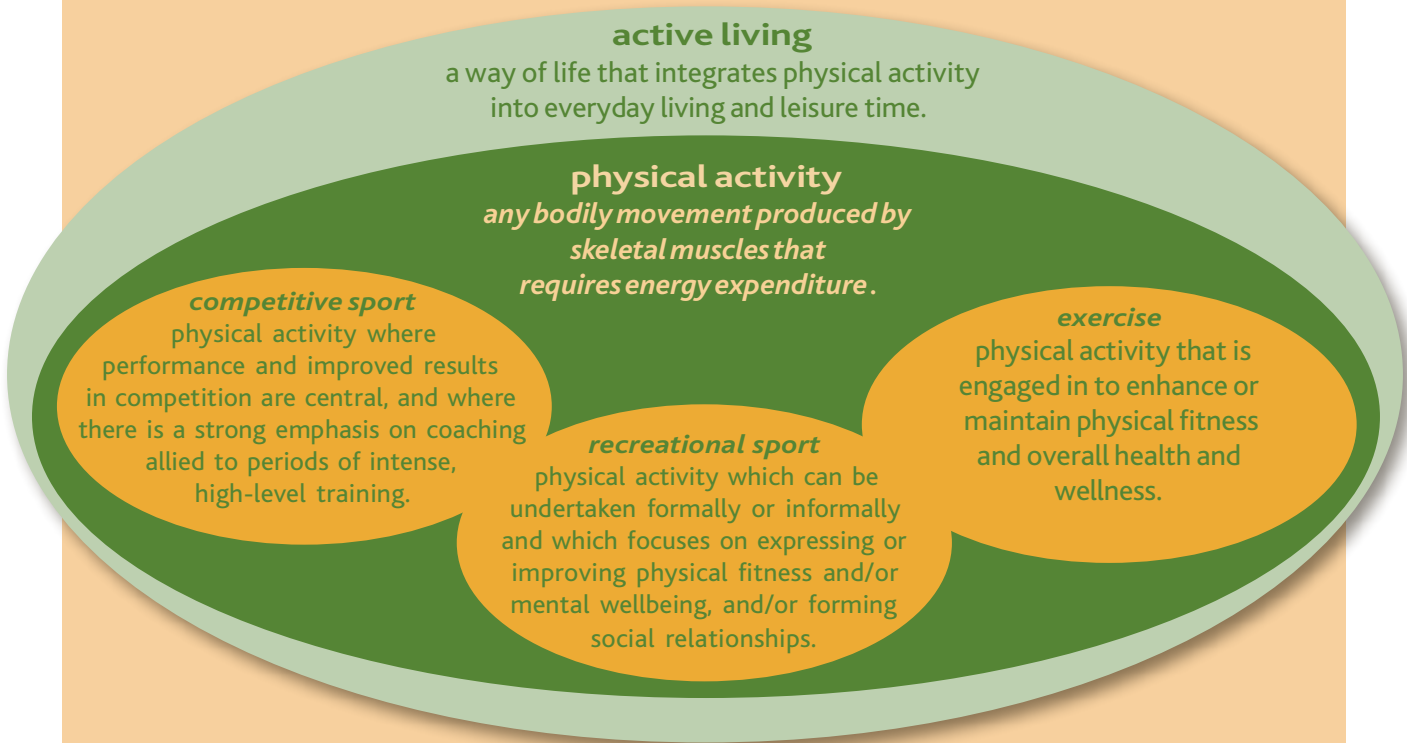 active living
a way of life that integrates physical activity
into everyday living and leisure time.
physical activity
any bodily movement produced by
skeletal muscles that
requires energy expenditure.
competitive sport
physical activity where
performance and improved results
in competition are central, and where
there is a strong emphasis on coaching
allied to periods of intense,
high-level training.
recreational sport
physical activity which can be
undertaken formally or informally
and which focuses on expressing or
improving physical fitness and/or
mental wellbeing, and/or forming
social relationships.
exercise
physical activity that is
engaged in to enhance or
maintain physical fitness
and overall health and
wellness.